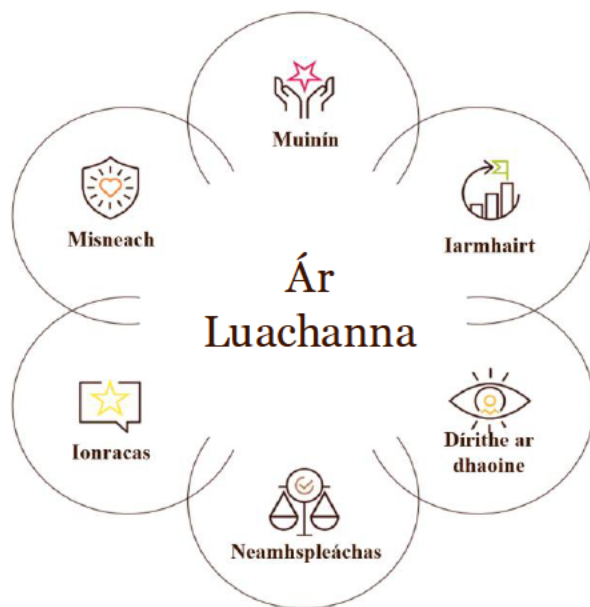 Muinín
Misneach
Iarmhairt
Ár
Luachanna
Ionracas
Dírithe ar
dhaoine
Neamhspleáchas